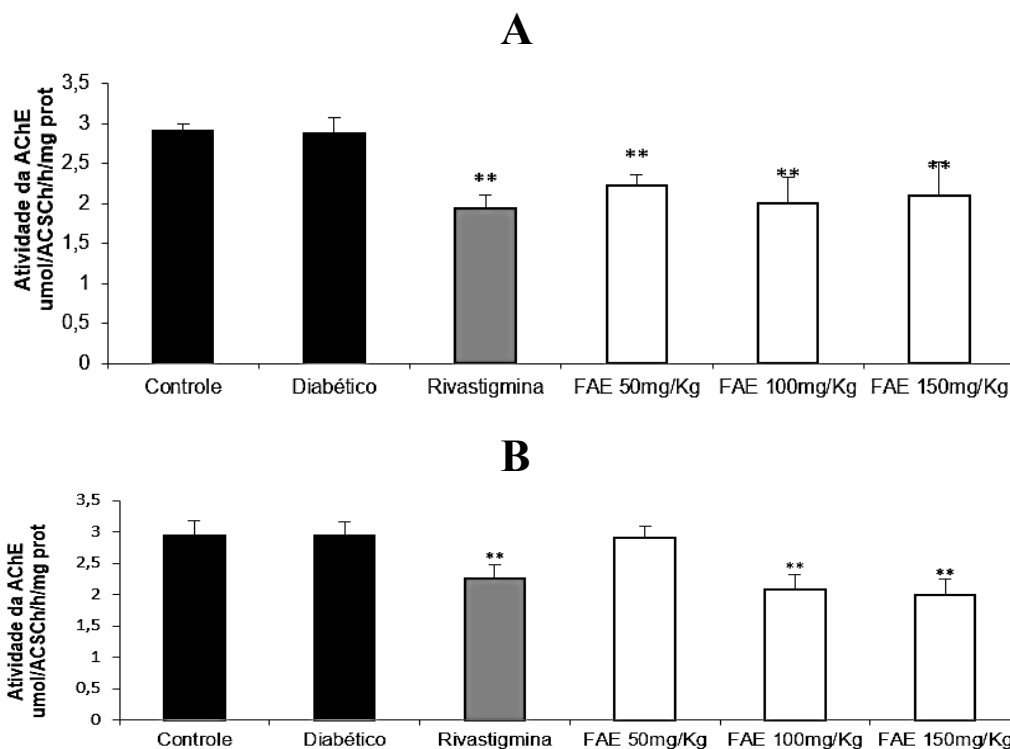 A
Atividade da AChE
umol/ACSCh/h/mg prot
3,5
3
2,5
2
1,5
1
0,5
0
** ** ** **
Controle Diabético Rivastigmina FAE 50mg/Kg FAE 100mg/Kg FAE 150mg/Kg
B
Atividade da AChE
umol/ACSCh/h/mg prot
3,5
3
2,5
2
1,5
1
0,5
0
** ** **
Controle Diabético Rivastigmina FAE 50mg/Kg FAE 100mg/Kg FAE 150mg/Kg